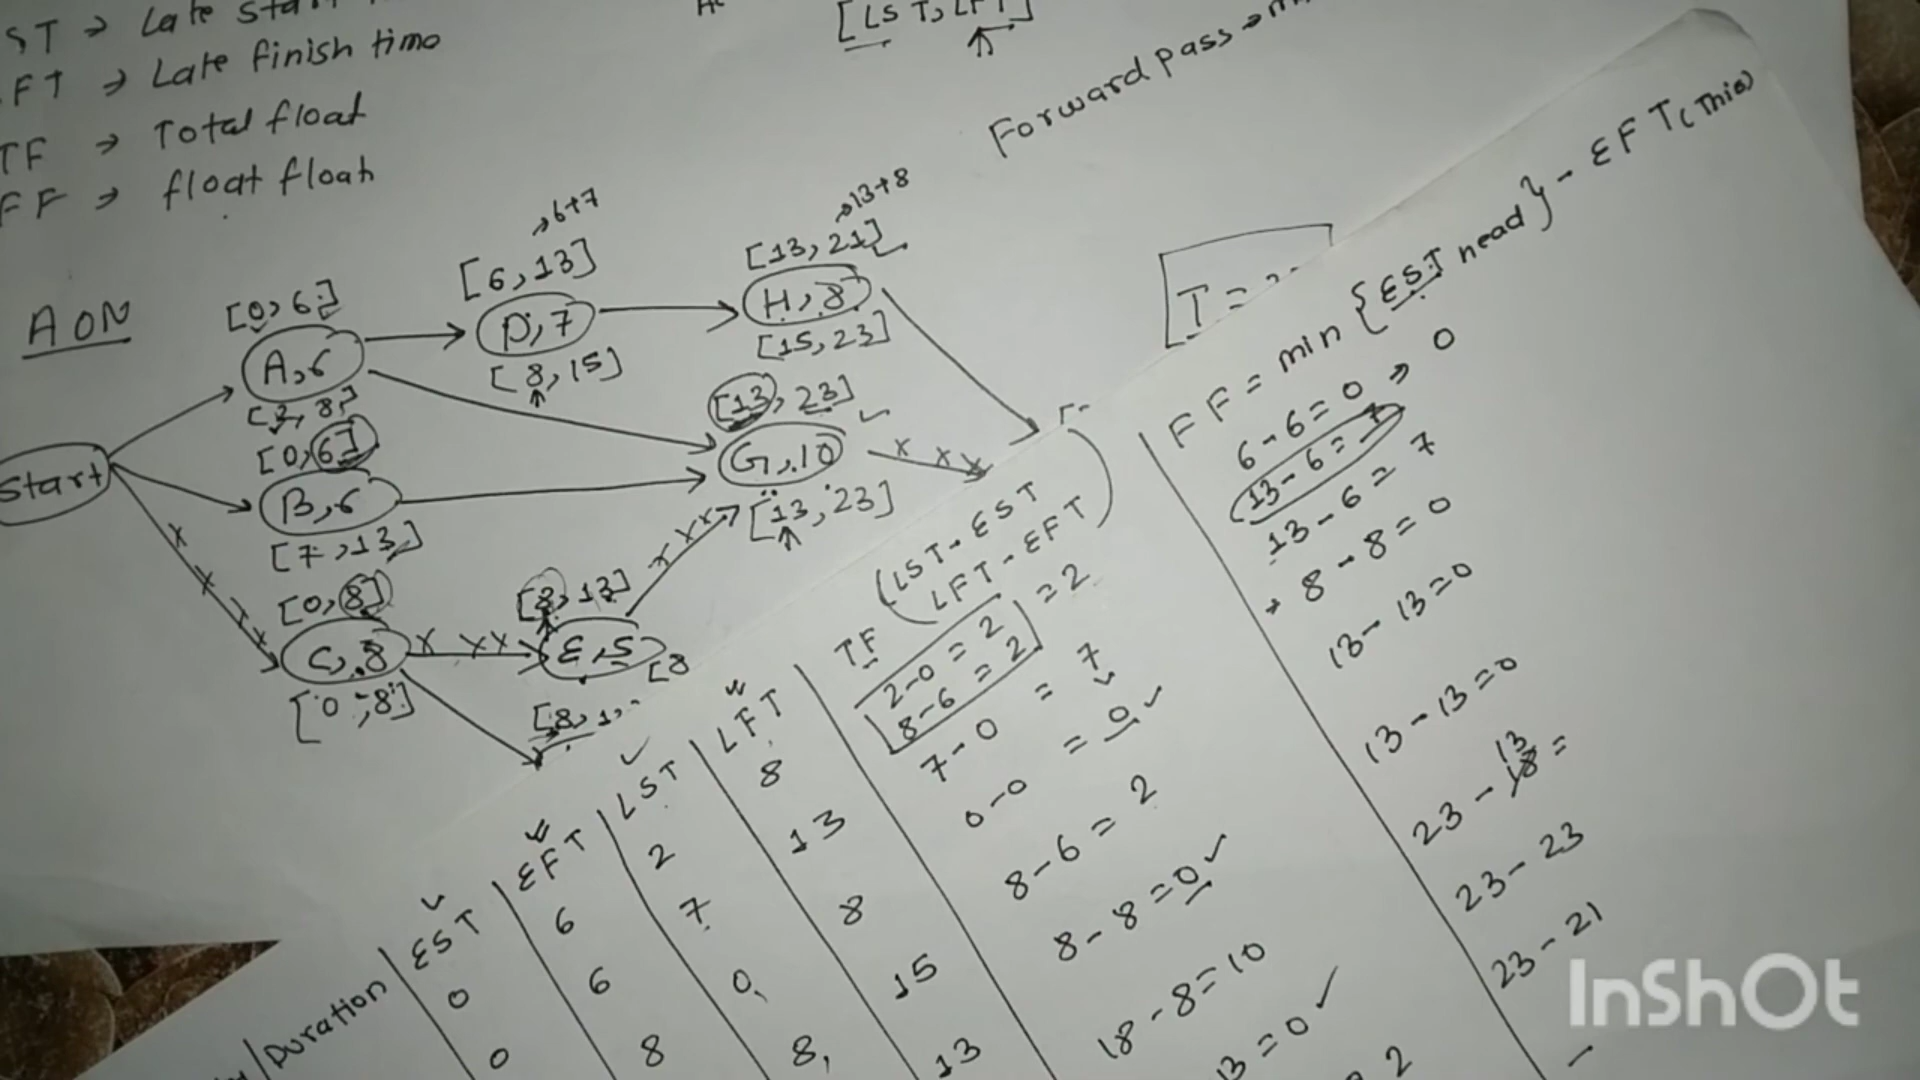 ST → Late sta
FT → Late finish time
TF → Total float
FF → float float
[LST, LFT]
Forward pass →
AON
Start
[0, 6]
A, 6
[2, 8]
→ 6+7
[6, 13]
D, 7
[8, 15]
→ 13+8
[13, 21]
H, 8
[15, 23]
[0, 6]
B, 6
[7, 13]
[13, 23]
G, 10
[13, 23]
[0, 8]
C, 8
[0, 8]
[8, 13]
E, 5
[8
[8, 1
T =
FF = min {EST head} - EFT (This)
6 - 6 = 0 → 0
13 - 6 = 7
13 - 6 = 7
8 - 8 = 0
13 - 13 = 0
13 - 13 = 0
23 - 18 =
13
23 - 23
23 - 21
-
TF (LST - EST
LFT - EFT)
2 - 0 = 2
8 - 6 = 2
= 2
7 - 0 = 7
0 - 0 = 0 ✓
8 - 6 = 2
8 - 8 = 0 ✓
18 - 8 = 10
13 = 0 ✓
2
Duration
EST
0
0
EFT
6
6
8
LST
2
7
0,
8,
LFT
8
13
8
15
13
InShOt